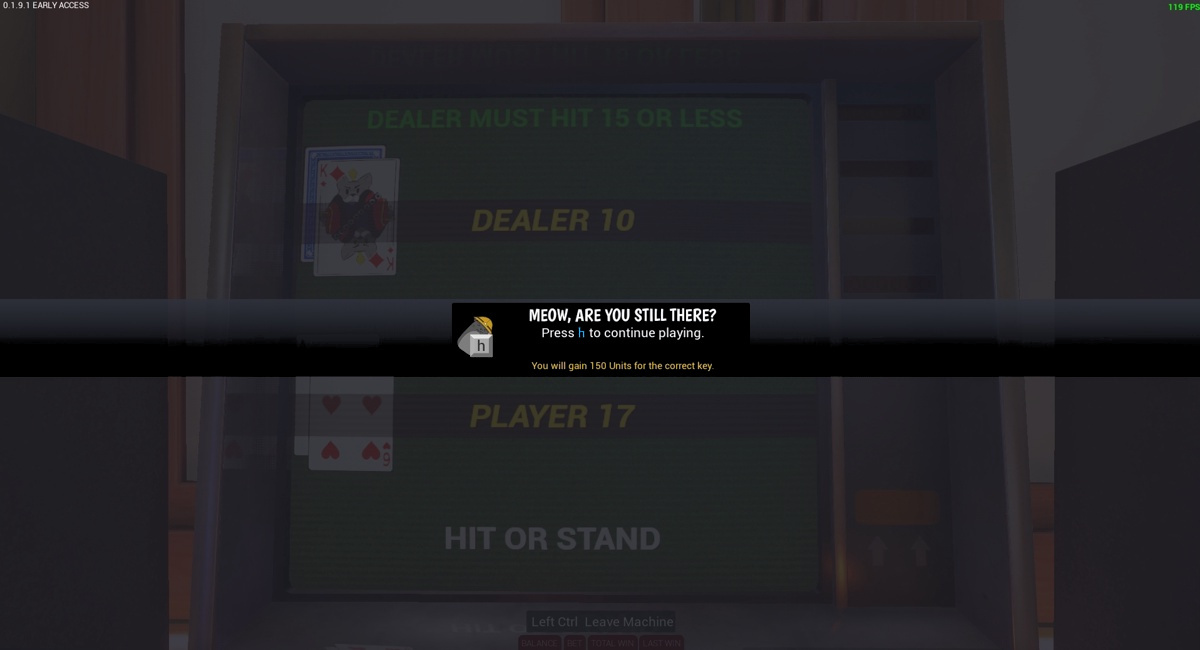 0.1.9.1 EARLY ACCESS
119 FPS
DEALER MUST HIT 15 OR LESS
K
DEALER 10
K
MEOW, ARE YOU STILL THERE?
Press h to continue playing.
h
You will gain 150 Units for the correct key.
PLAYER 17
6
HIT OR STAND
Left Ctrl Leave Machine
BALANCE BET TOTAL WIN LAST WIN